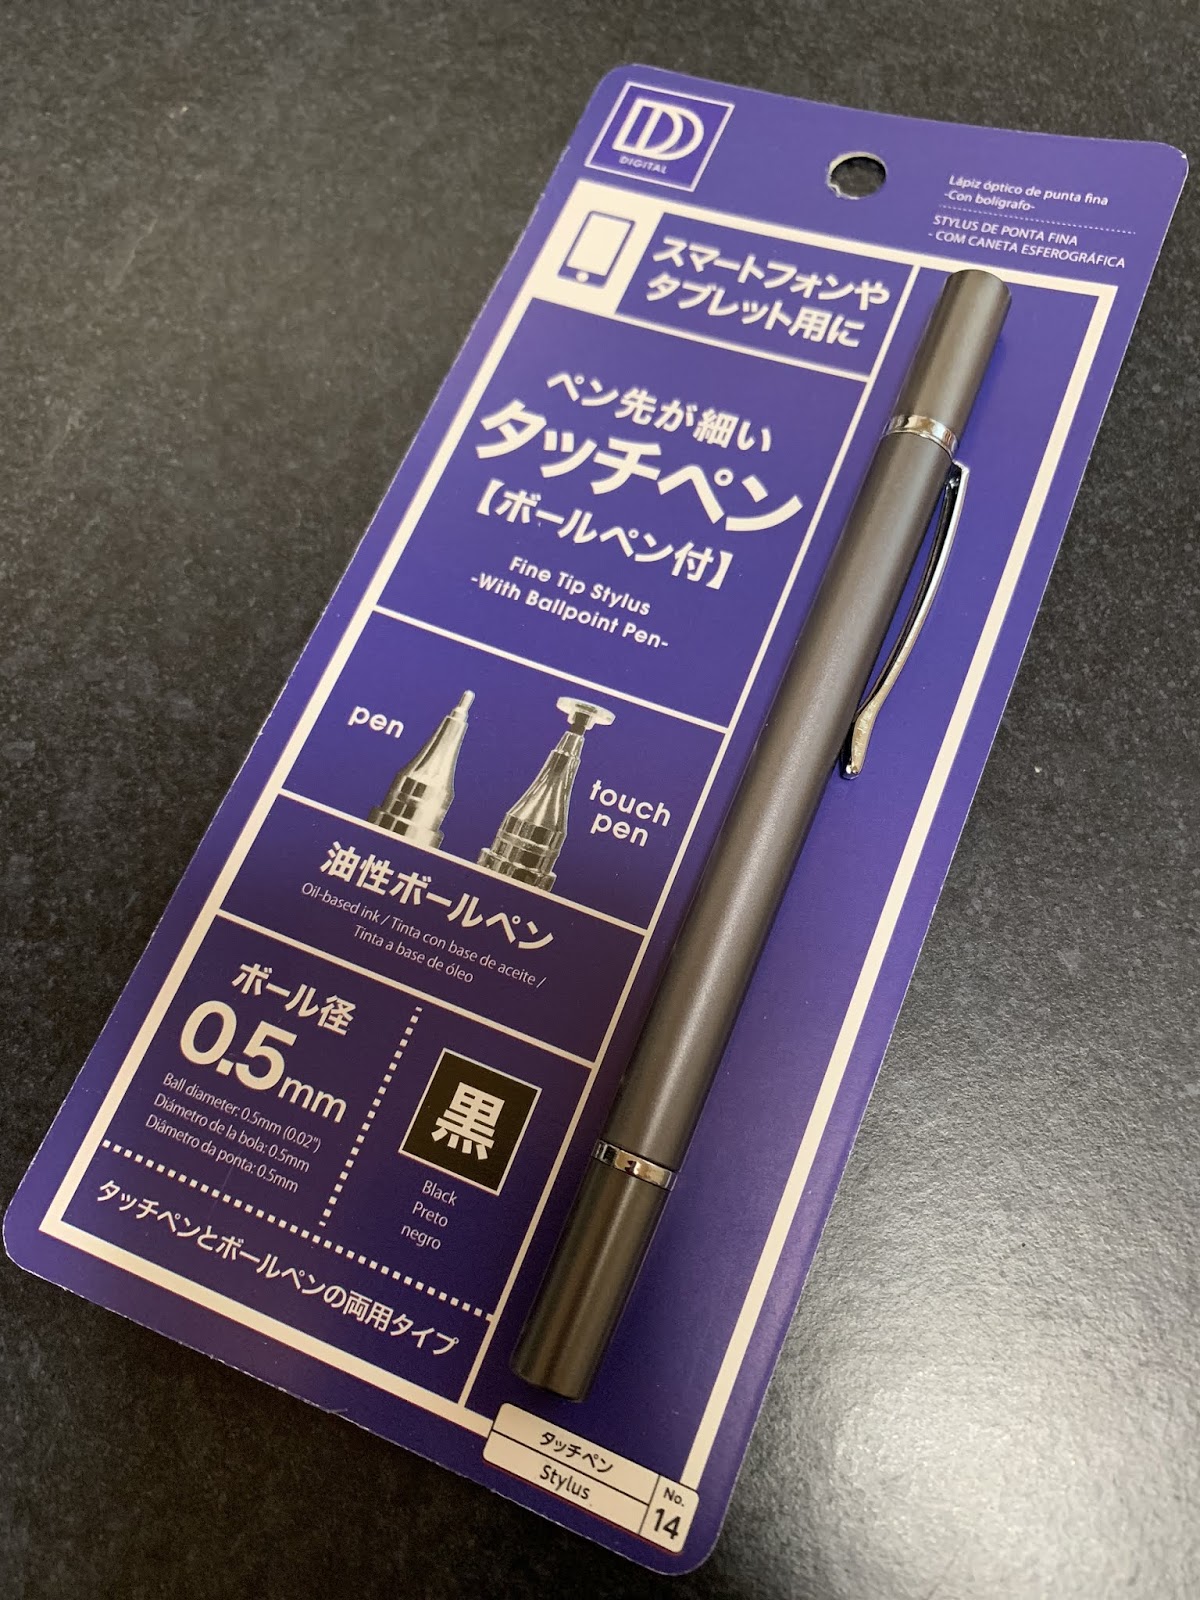 DIGITAL
Lápiz óptico de punta fina
-Con bolígrafo-
STYLUS DE PONTA FINA
- COM CANETA ESFEROGRÁFICA
スマートフォンや
タブレット用に
ペン先が細い
タッチペン
【ボールペン付】
Fine Tip Stylus
-With Ballpoint Pen-
pen
touch
pen
油性ボールペン
Oil-based ink / Tinta con base de aceite /
Tinta a base de óleo
ボール径
0.5mm
Ball diameter: 0.5mm (0.02")
Diámetro de la bola: 0.5mm
Diâmetro da ponta: 0.5mm
黒
Black
Preto
negro
タッチペンとボールペンの両用タイプ
タッチペン
Stylus
No.
14